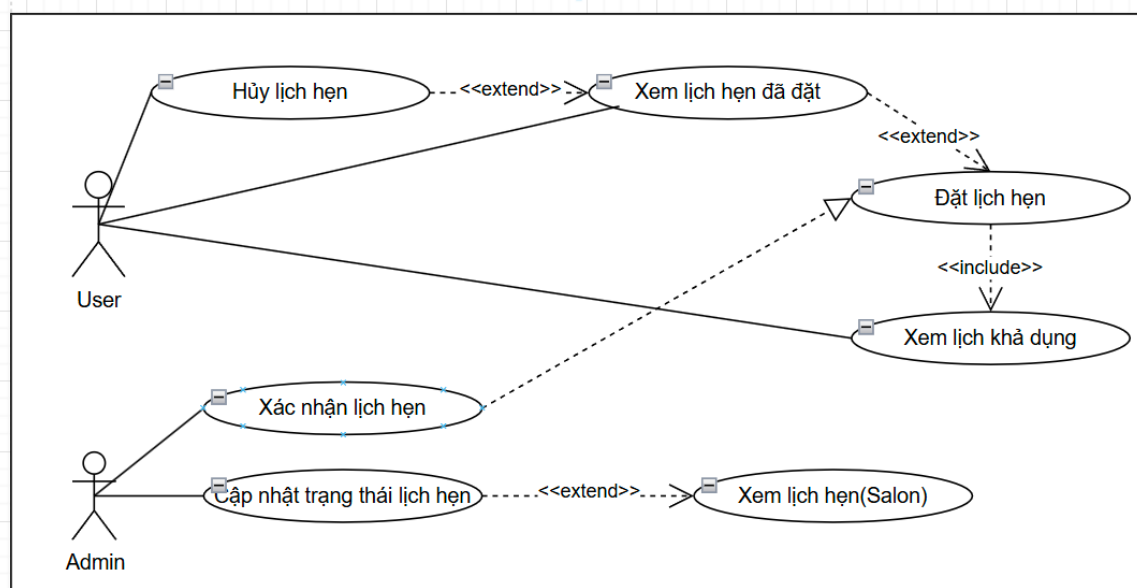 Hủy lịch hẹn
<<extend>>
Xem lịch hẹn đã đặt
<<extend>>
Đặt lịch hẹn
<<include>>
Xem lịch khả dụng
User
Xác nhận lịch hẹn
Cập nhật trạng thái lịch hẹn
<<extend>>
Xem lịch hẹn(Salon)
Admin